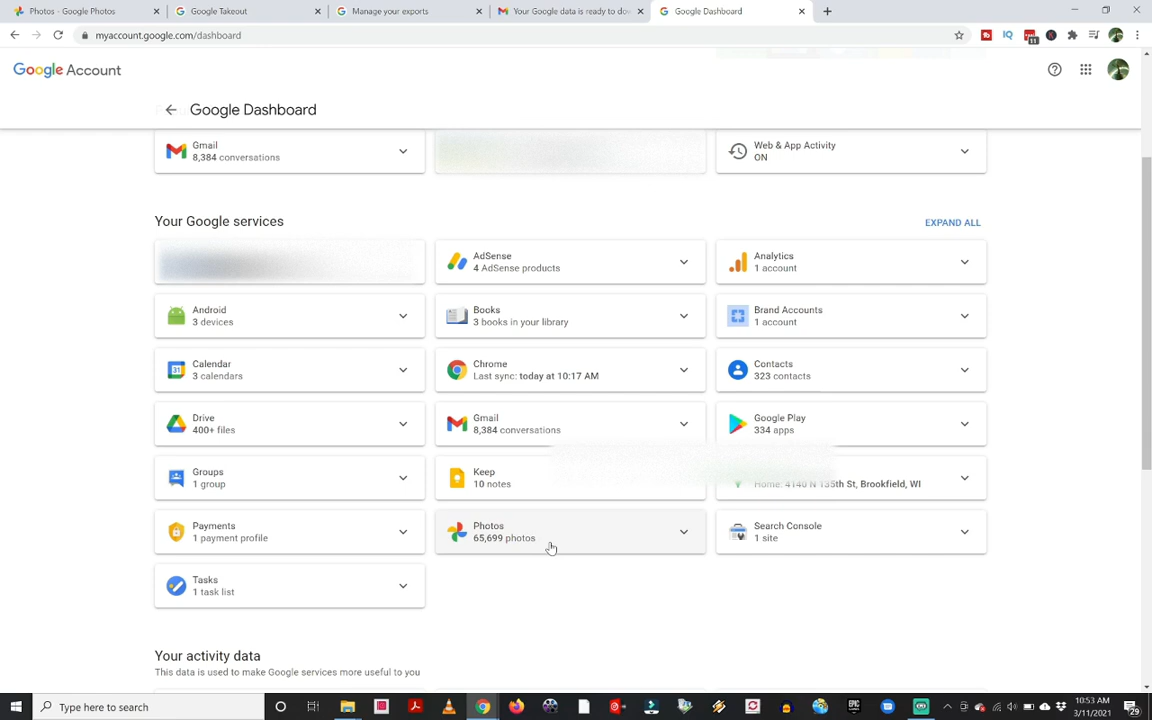 Photos - Google Photos
Google Takeout
Manage your exports
Your Google data is ready to do
Google Dashboard
myaccount.google.com/dashboard
11
Google Account
Google Dashboard
Gmail
8,384 conversations
Web & App Activity
ON
Your Google services
EXPAND ALL
AdSense
4 AdSense products
Analytics
1 account
Android
3 devices
Books
3 books in your library
Brand Accounts
1 account
Calendar
3 calendars
Chrome
Last sync: today at 10:17 AM
Contacts
323 contacts
Drive
400+ files
Gmail
8,384 conversations
Google Play
334 apps
Groups
1 group
Keep
10 notes
Home: 4140 N 135th St, Brookfield, WI
Payments
1 payment profile
Photos
65,699 photos
Search Console
1 site
Tasks
1 task list
Your activity data
This data is used to make Google services more useful to you
Type here to search
10:53 AM
3/11/2021
29